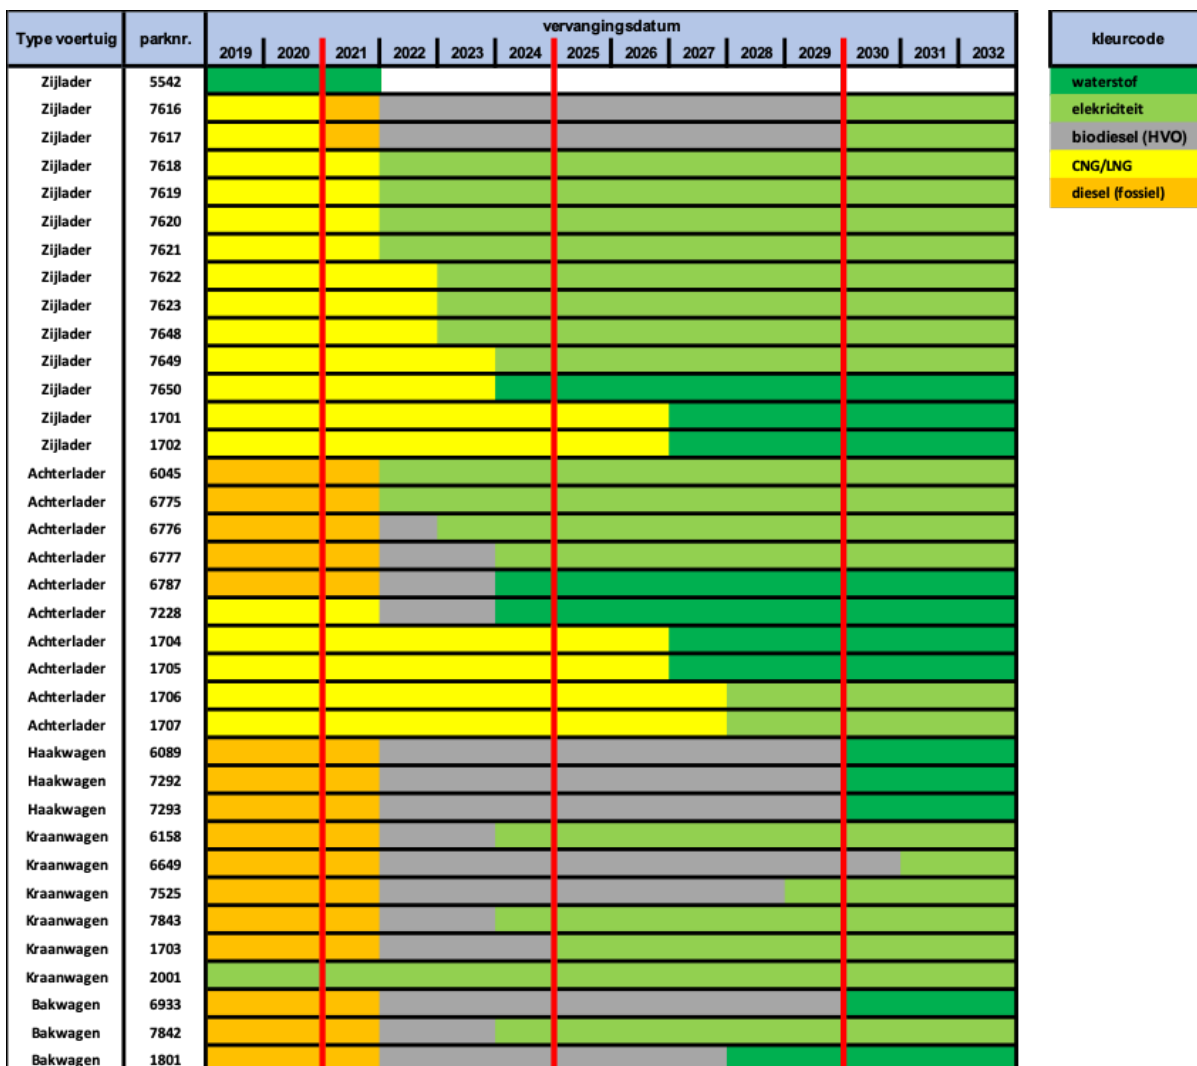 Type voertuig parknr. vervangingsdatum
2019 2020 2021 2022 2023 2024 2025 2026 2027 2028 2029 2030 2031 2032
Zijlader 5542
Zijlader 7616
Zijlader 7617
Zijlader 7618
Zijlader 7619
Zijlader 7620
Zijlader 7621
Zijlader 7622
Zijlader 7623
Zijlader 7648
Zijlader 7649
Zijlader 7650
Zijlader 1701
Zijlader 1702
Achterlader 6045
Achterlader 6775
Achterlader 6776
Achterlader 6777
Achterlader 6787
Achterlader 7228
Achterlader 1704
Achterlader 1705
Achterlader 1706
Achterlader 1707
Haakwagen 6089
Haakwagen 7292
Haakwagen 7293
Kraanwagen 6158
Kraanwagen 6649
Kraanwagen 7525
Kraanwagen 7843
Kraanwagen 1703
Kraanwagen 2001
Bakwagen 6933
Bakwagen 7842
Bakwagen 1801
kleurcode
waterstof
elekriciteit
biodiesel (HVO)
CNG/LNG
diesel (fossiel)